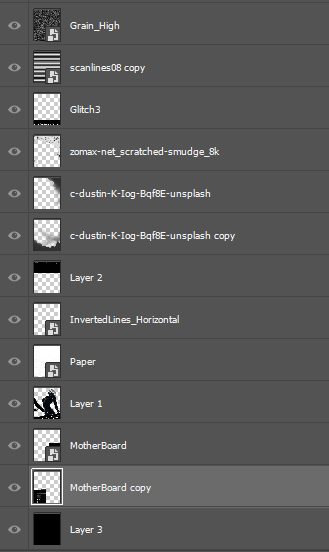 Grain_High
scanlines08 copy
Glitch3
zomax-net_scratched-smudge_8k
c-dustin-K-Iog-Bqf8E-unsplash
c-dustin-K-Iog-Bqf8E-unsplash copy
Layer 2
InvertedLines_Horizontal
Paper
Layer 1
MotherBoard
MotherBoard copy
Layer 3